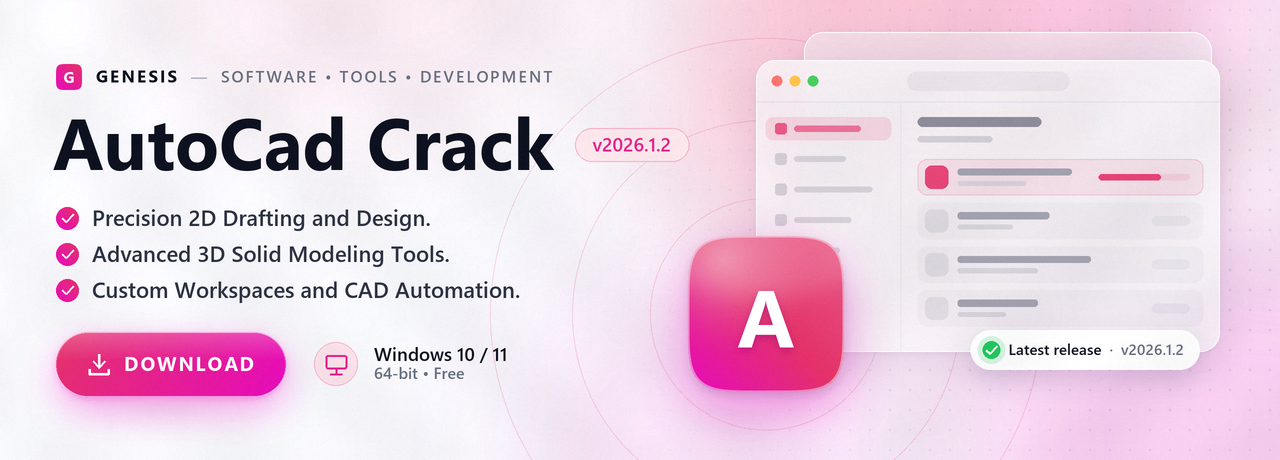 G GENESIS — SOFTWARE • TOOLS • DEVELOPMENT
AutoCad Crack v2026.1.2
Precision 2D Drafting and Design.
Advanced 3D Solid Modeling Tools.
Custom Workspaces and CAD Automation.
DOWNLOAD
Windows 10 / 11
64-bit • Free
A
Latest release · v2026.1.2